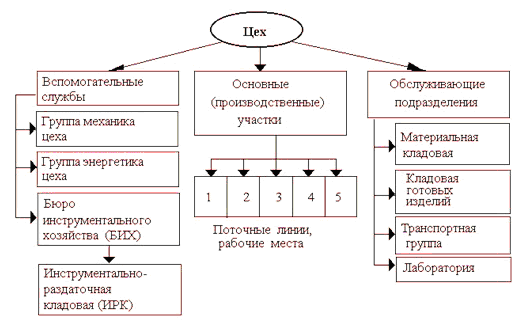 Цех
Вспомогательные
службы
Группа механика
цеха
Группа энергетика
цеха
Бюро
инструментального
хозяйства (БИХ)
Инструментально-
раздаточная
кладовая (ИРК)
Основные
(производственные)
участки
1 2 3 4 5
Поточные линии,
рабочие места
Обслуживающие
подразделения
Материальная
кладовая
Кладовая
готовых
изделий
Транспортная
группа
Лаборатория